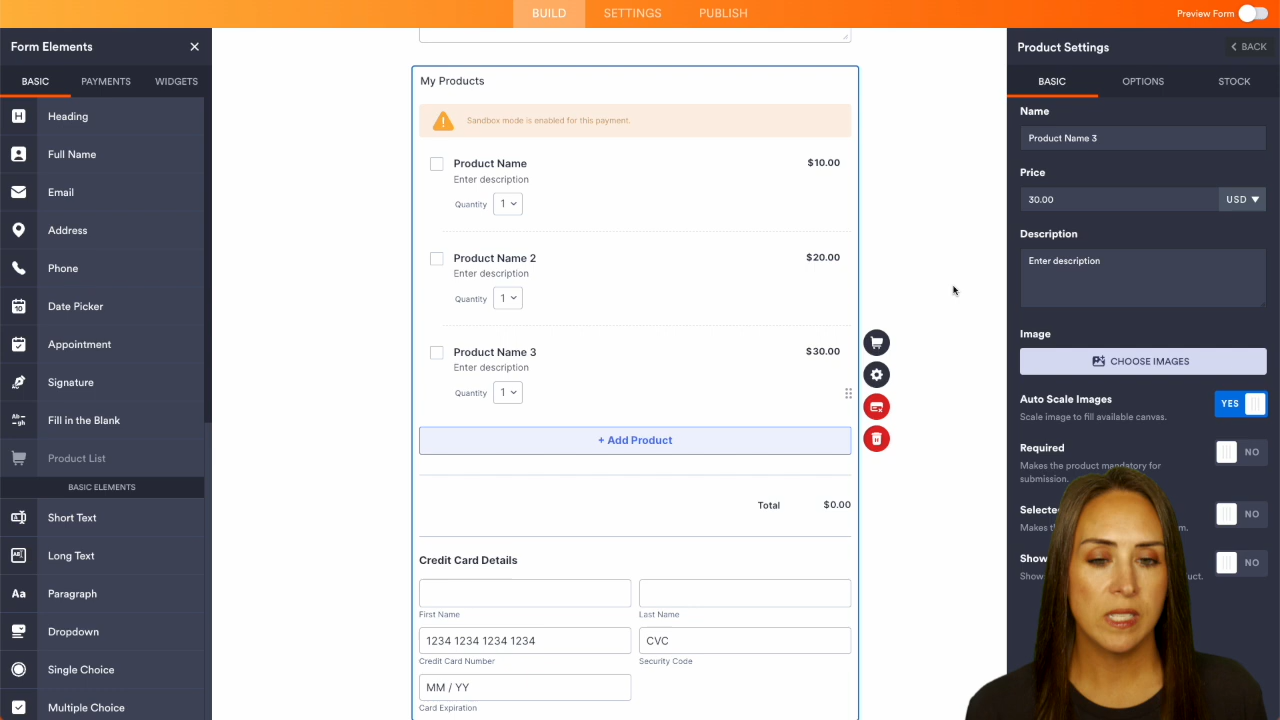 BUILD
SETTINGS
PUBLISH
Preview Form
Form Elements
BASIC
PAYMENTS
WIDGETS
Heading
Full Name
Email
Address
Phone
Date Picker
Appointment
Signature
Fill in the Blank
Product List
BASIC ELEMENTS
Short Text
Long Text
Paragraph
Dropdown
Single Choice
Multiple Choice
My Products
Sandbox mode is enabled for this payment.
Product Name $10.00
Enter description
Quantity 1
Product Name 2 $20.00
Enter description
Quantity 1
Product Name 3 $30.00
Enter description
Quantity 1
+ Add Product
Total $0.00
Credit Card Details
First Name Last Name
1234 1234 1234 1234 CVC
Credit Card Number Security Code
MM / YY
Card Expiration
Product Settings
BACK
BASIC
OPTIONS
STOCK
Name
Product Name 3
Price
30.00 USD
Description
Enter description
Image
CHOOSE IMAGES
Auto Scale Images YES
Scale image to fill available canvas.
Required NO
Makes the product mandatory for
submission.
NO
Show NO